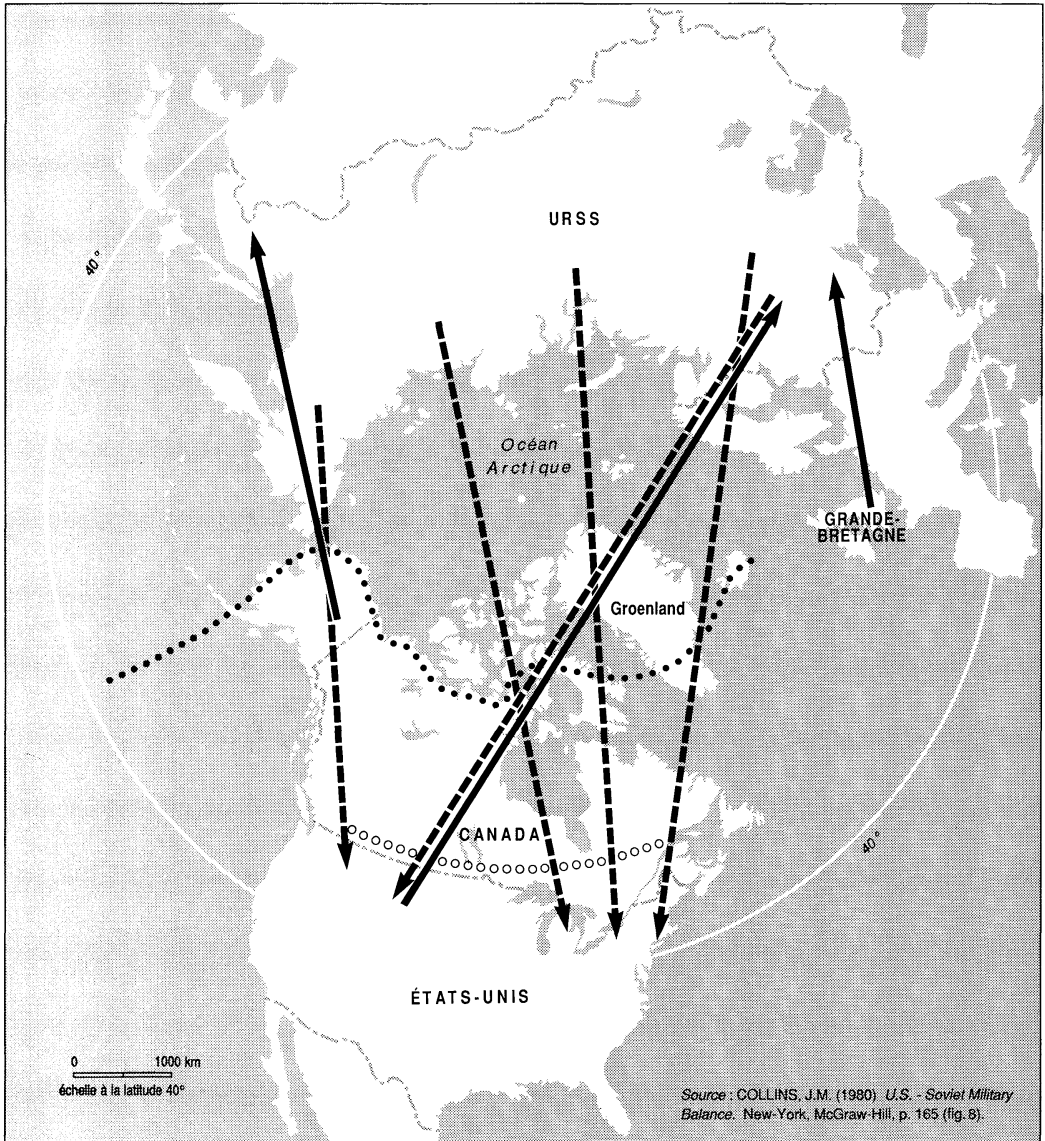 URSS
40°
Océan
Arctique
GRANDE-
BRETAGNE
Groenland
CANADA
40°
ÉTATS-UNIS
0 1000 km
échelle à la latitude 40°
Source : COLLINS, J.M. (1980) U.S. - Soviet Military
Balance. New-York, McGraw-Hill, p. 165 (fig. 8).